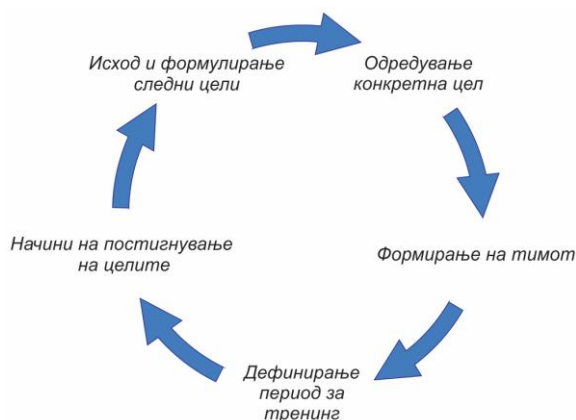 Исход и формулирање
следни цели
Одредување
конкретна цел
Формирање на тимот
Дефинирање
период за
тренинг
Начини на постигнување
на целите